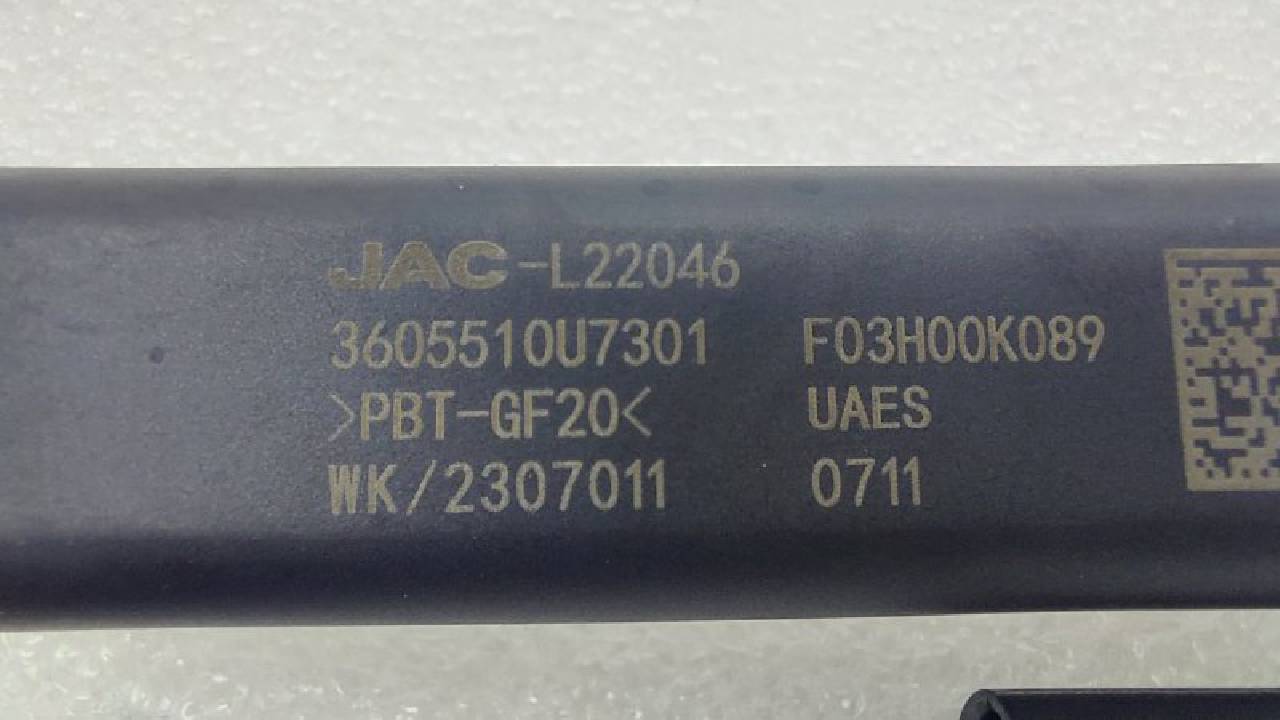 JAC-L22046
3605510U7301 F03H00K089
>PBT-GF20< UAES
WK/2307011 0711